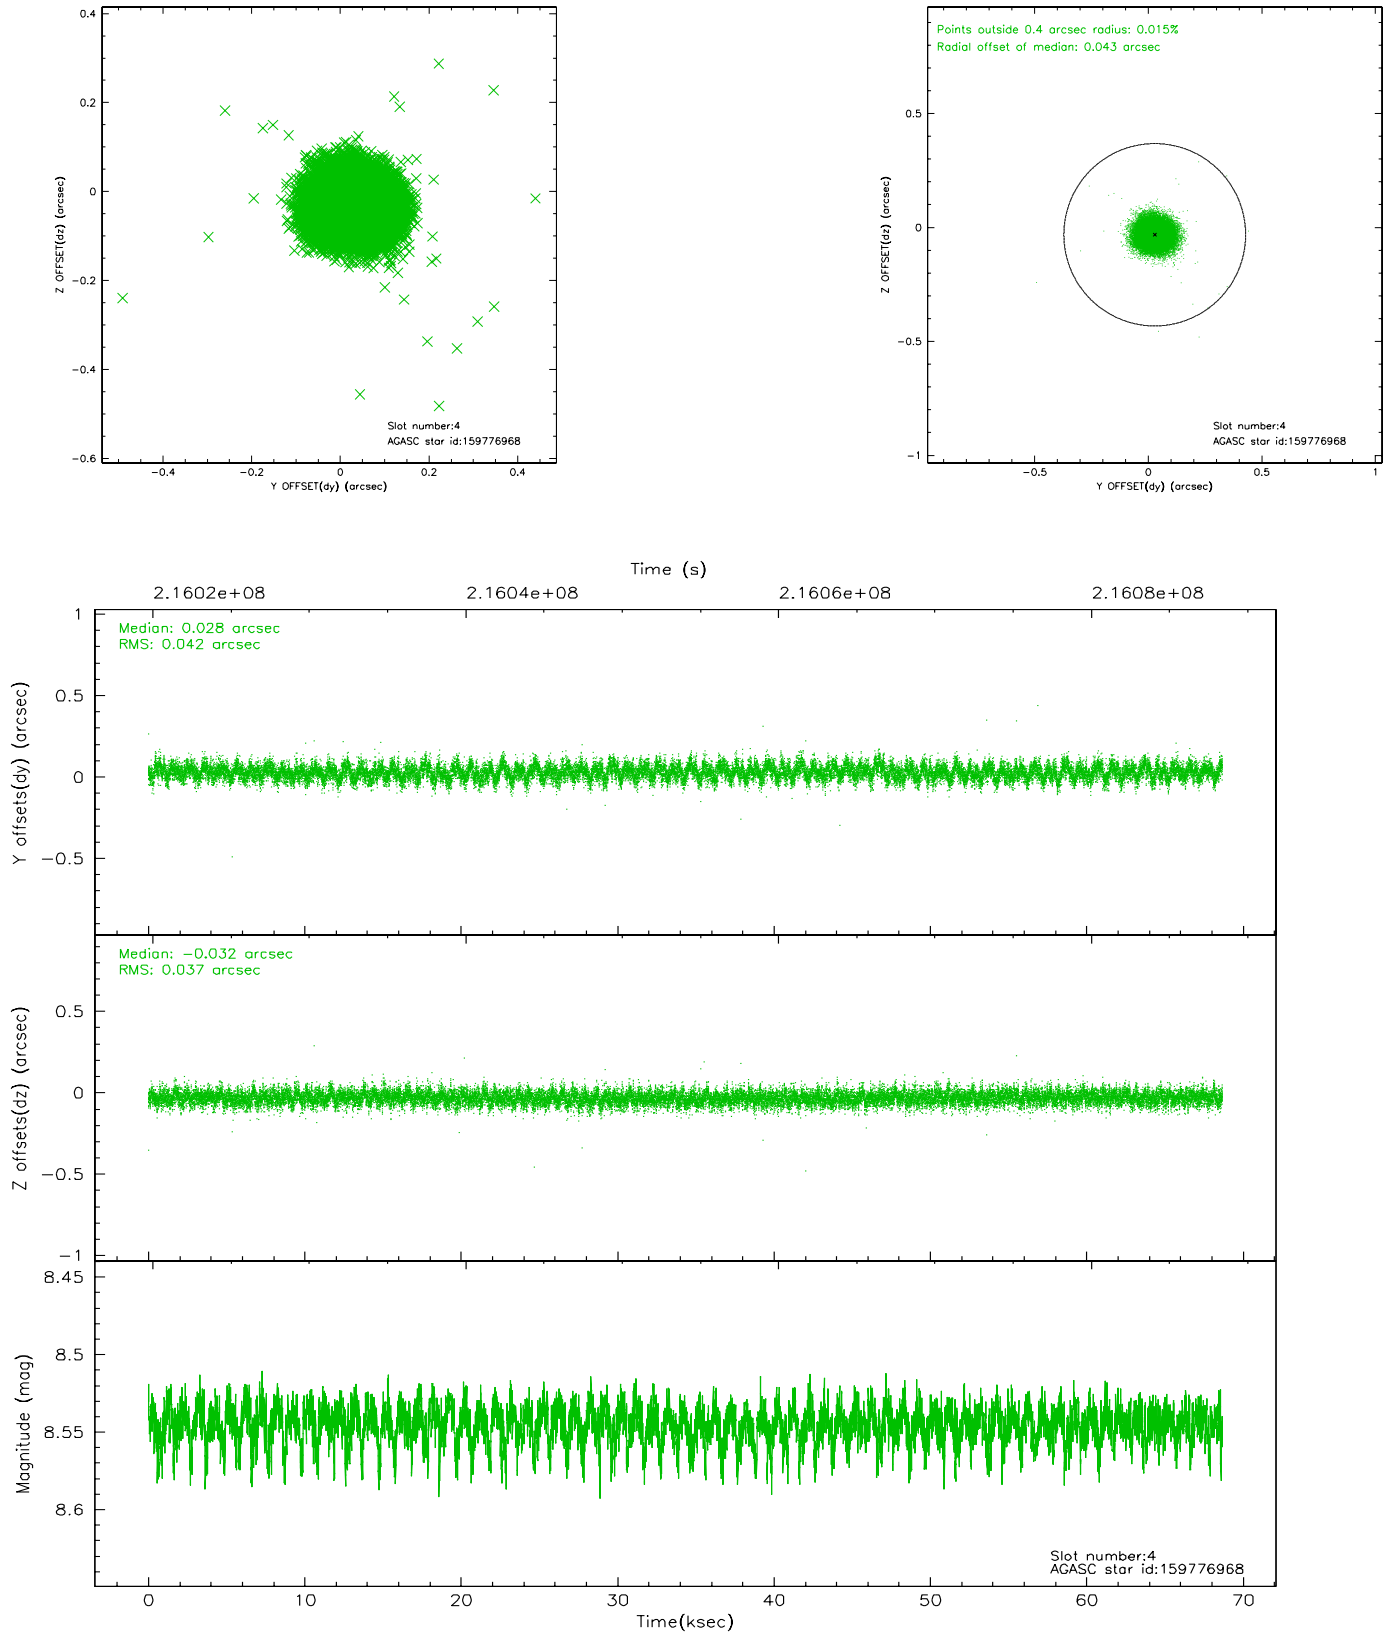 0.4
0.2
0
−0.2
−0.4
−0.6
Z OFFSET(dz) (arcsec)
Slot number:4
AGASC star id:159776968
−0.4 −0.2 0 0.2 0.4
Y OFFSET(dy) (arcsec)
Points outside 0.4 arcsec radius: 0.015%
Radial offset of median: 0.043 arcsec
0.5
0
−0.5
−1
Z OFFSET(dz) (arcsec)
Slot number:4
AGASC star id:159776968
−0.5 0 0.5 1
Y OFFSET(dy) (arcsec)
Time (s)
2.1602e+08 2.1604e+08 2.1606e+08 2.1608e+08
Median: 0.028 arcsec
RMS: 0.042 arcsec
1
0.5
0
−0.5
Y offsets(dy) (arcsec)
Median: −0.032 arcsec
RMS: 0.037 arcsec
0.5
0
−0.5
−1
Z offsets(dz) (arcsec)
8.45
8.5
8.55
8.6
Magnitude (mag)
Slot number:4
AGASC star id:159776968
0 10 20 30 40 50 60 70
Time(ksec)